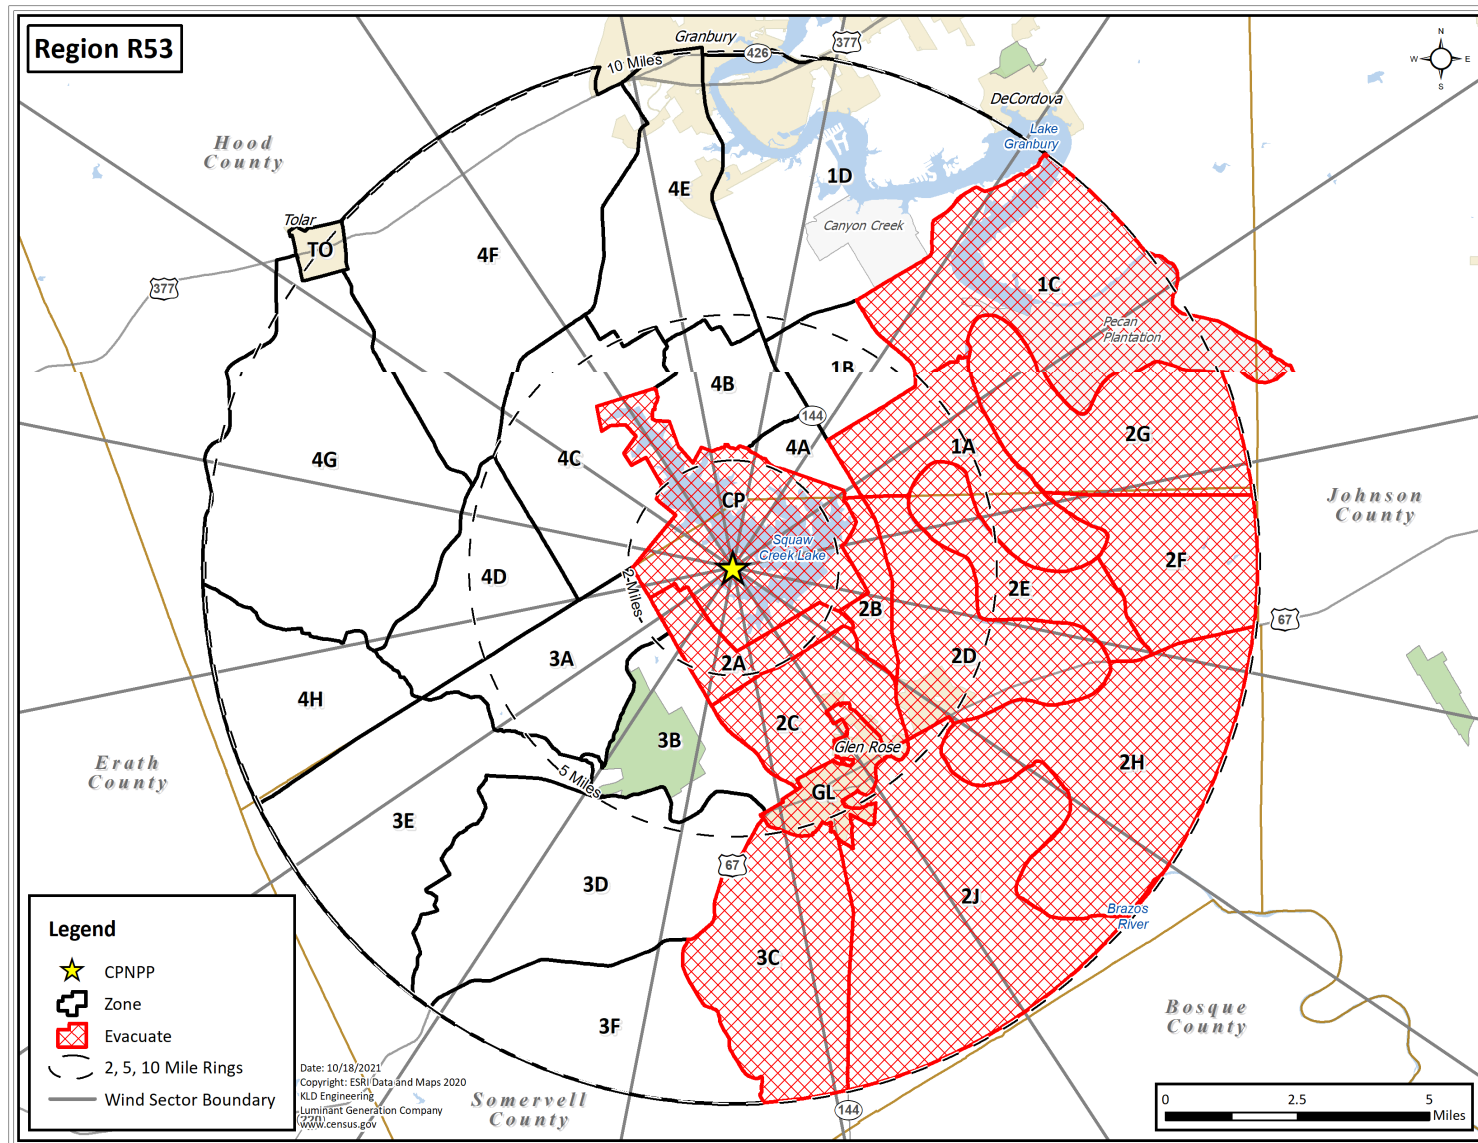 Region R53
Granbury
377
426
10 Miles
N
W E
S
DeCordova
Lake
Granbury
Hood
County
4E
1D
Tolar
TO
Canyon Creek
4F
377
1C
Pecan
Plantation
4B
1B
144
4A
1A
2G
4G
4C
CP
Johnson
County
Squaw
Creek Lake
2F
4D
2 Miles
2E
2B
67
3A
2A
2D
4H
2C
3B
Glen Rose
2H
Erath
County
5 Miles
GL
3E
67
3D
2J
Brazos
River
3C
Bosque
County
3F
Legend
CPNPP
Zone
Evacuate
2, 5, 10 Mile Rings
Wind Sector Boundary
Date: 10/18/2021
Copyright: ESRI Data and Maps 2020
KLD Engineering
Luminant Generation Company
www.census.gov
220
Somervell
County
144
0 2.5 5
Miles